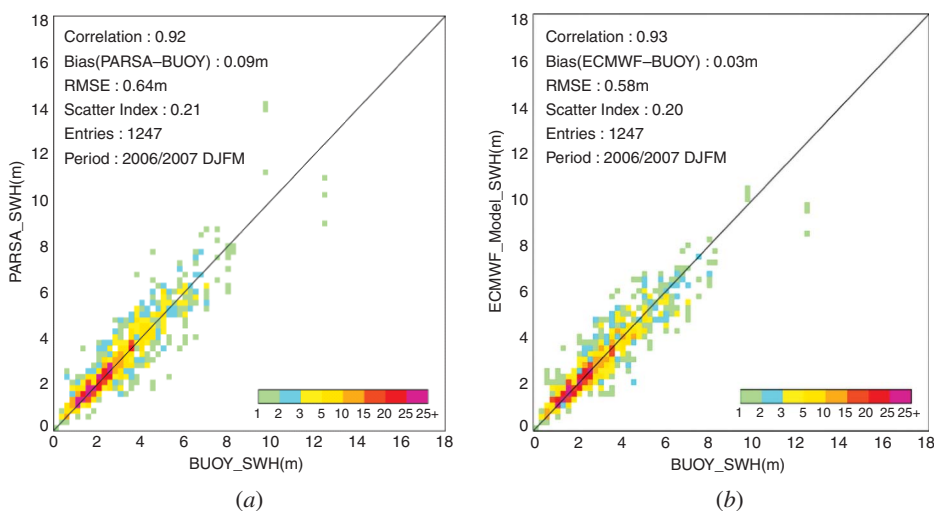 18
16
14
12
10
8
6
4
2
0
PARSA_SWH(m)
Correlation : 0.92
Bias(PARSA–BUOY) : 0.09m
RMSE : 0.64m
Scatter Index : 0.21
Entries : 1247
Period : 2006/2007 DJFM
1 2 3 5 10 15 20 25 25+
0 2 4 6 8 10 12 14 16 18
BUOY_SWH(m)
(a)
18
16
14
12
10
8
6
4
2
0
ECMWF_Model_SWH(m)
Correlation : 0.93
Bias(ECMWF–BUOY) : 0.03m
RMSE : 0.58m
Scatter Index : 0.20
Entries : 1247
Period : 2006/2007 DJFM
1 2 3 5 10 15 20 25 25+
0 2 4 6 8 10 12 14 16 18
BUOY_SWH(m)
(b)